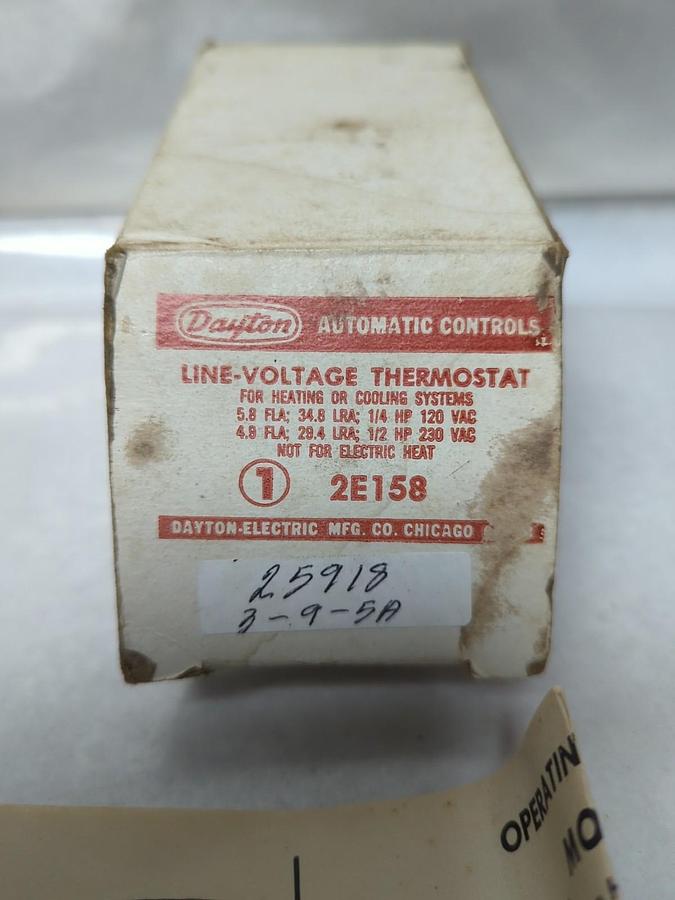 Dayton AUTOMATIC CONTROLS
LINE-VOLTAGE THERMOSTAT
FOR HEATING OR COOLING SYSTEMS
5.8 FLA; 34.8 LRA; 1/4 HP 120 VAC
4.9 FLA; 29.4 LRA; 1/2 HP 230 VAC
NOT FOR ELECTRIC HEAT
1 2E158
DAYTON-ELECTRIC MFG. CO. CHICAGO
25918
3-9-5A
OPERATIN
MO